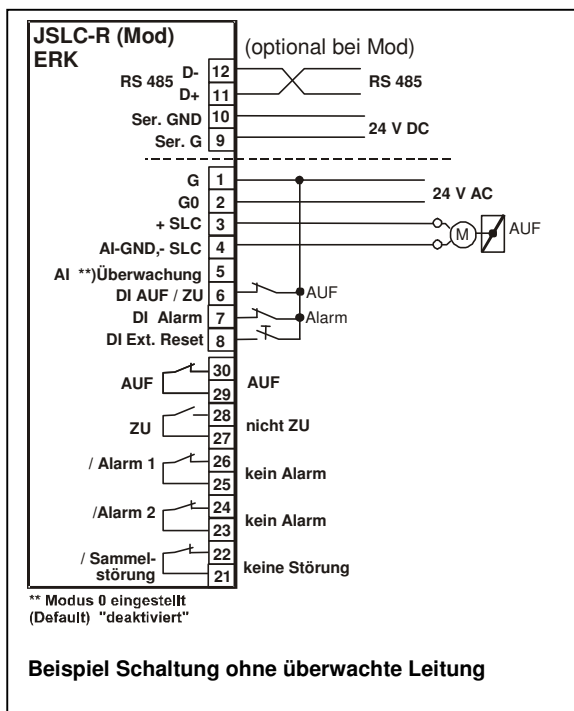 JSLC-R (Mod)
ERK
(optional bei Mod)
RS 485 D- 12 RS 485
D+ 11
Ser. GND 10 24 V DC
Ser. G 9
G 1 24 V AC
G0 2
+ SLC 3 M AUF
AI-GND,- SLC 4
AI **)Überwachung 5
DI AUF / ZU 6 AUF
DI Alarm 7 Alarm
DI Ext. Reset 8
AUF 30 AUF
29
ZU 28 nicht ZU
27
/ Alarm 1 26 kein Alarm
25
/Alarm 2 24 kein Alarm
23
/ Sammel- 22 keine Störung
störung 21
** Modus 0 eingestellt
(Default) "deaktiviert"
Beispiel Schaltung ohne überwachte Leitung